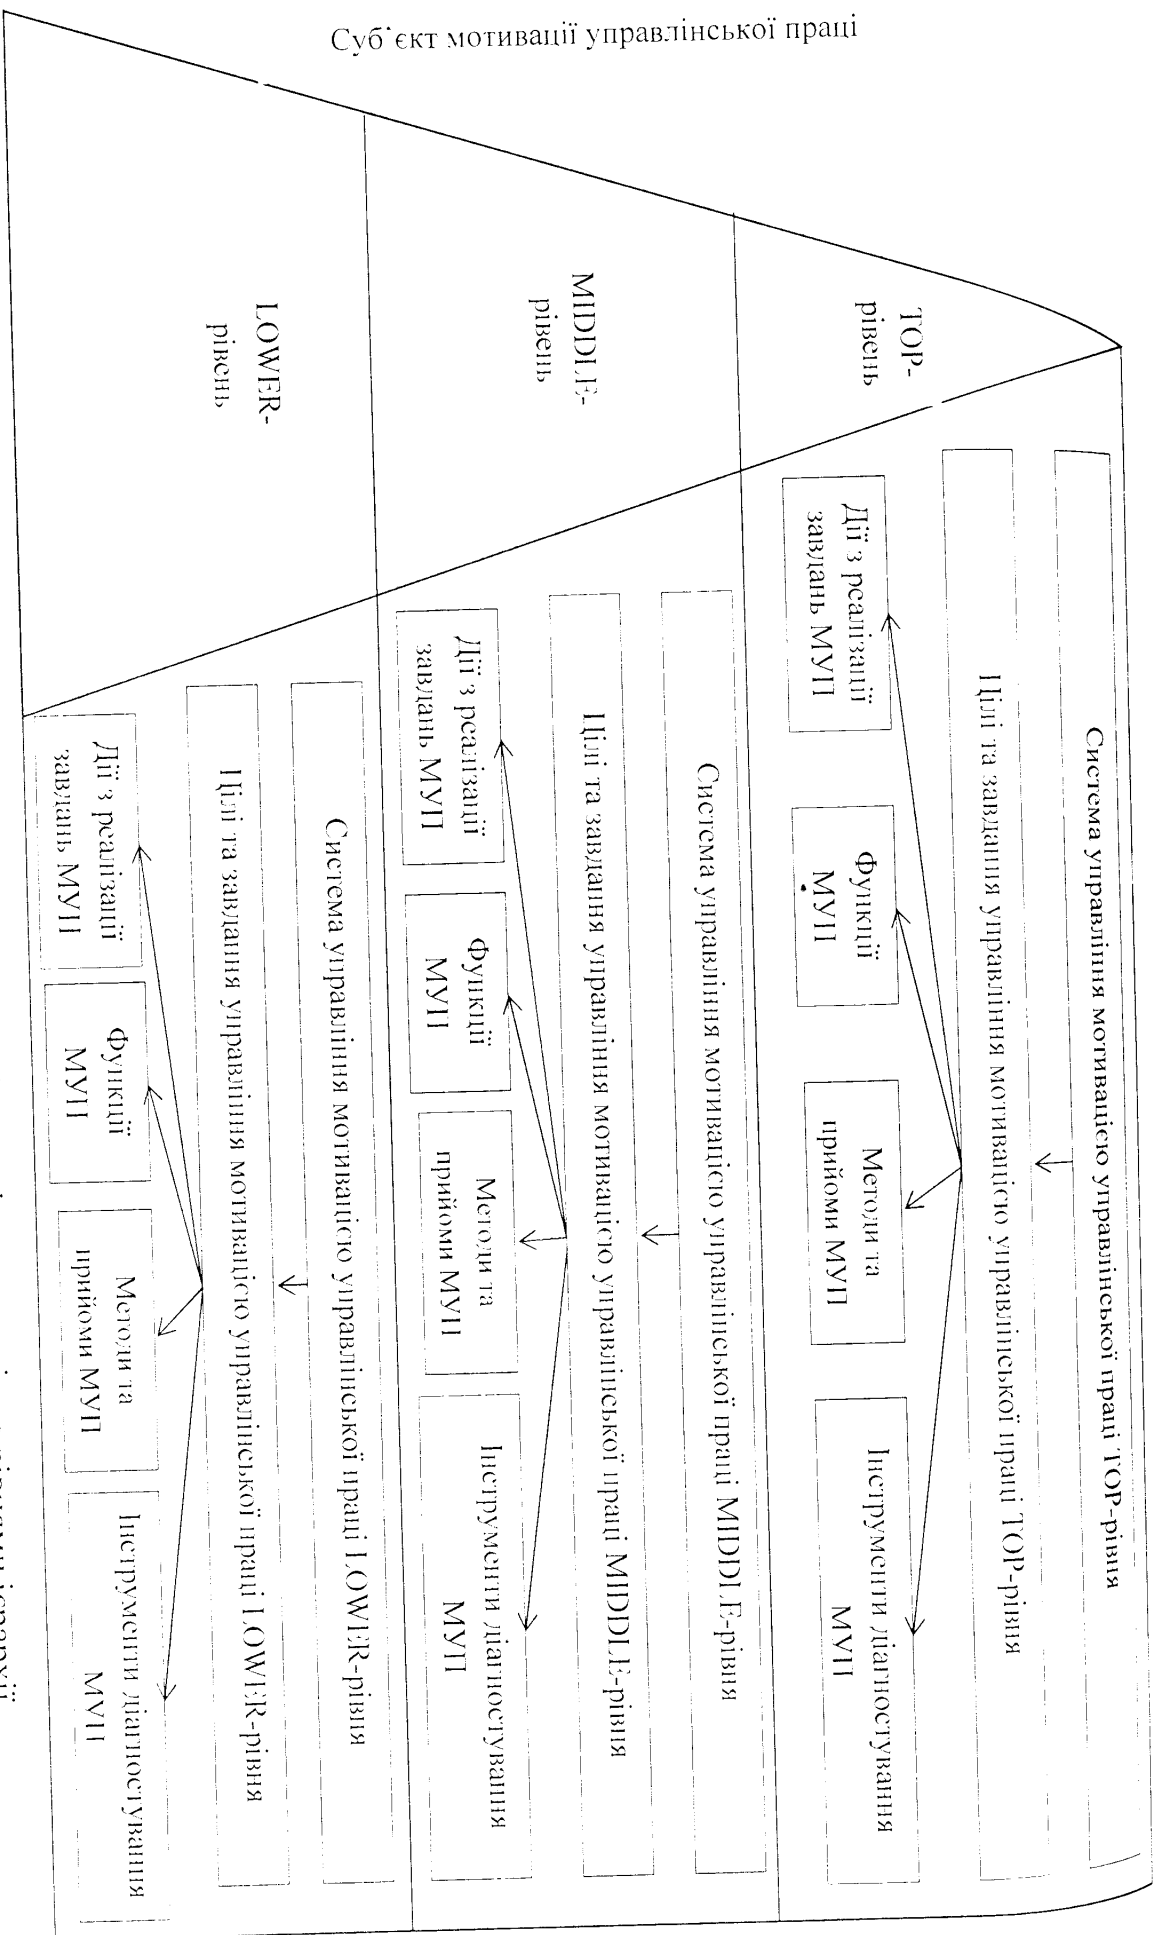 Суб'єкт мотивації управлінської праці
TOP-
рівень
Система управління мотивацією управлінської праці TOP-рівня
Цілі та завдання управління мотивацією управлінської праці TOP-рівня
Дії з реалізації
завдань МУП
Функції
МУП
Методи та
прийоми МУП
Інструменти діагностування
МУП
MIDDLE-
рівень
Система управління мотивацією управлінської праці MIDDLE-рівня
Цілі та завдання управління мотивацією управлінської праці MIDDLE-рівня
Дії з реалізації
завдань МУП
Функції
МУП
Методи та
прийоми МУП
Інструменти діагностування
МУП
LOWER-
рівень
Система управління мотивацією управлінської праці LOWER-рівня
Цілі та завдання управління мотивацією управлінської праці LOWER-рівня
Дії з реалізації
завдань МУП
Функції
МУП
Методи та
прийоми МУП
Інструменти діагностування
МУП